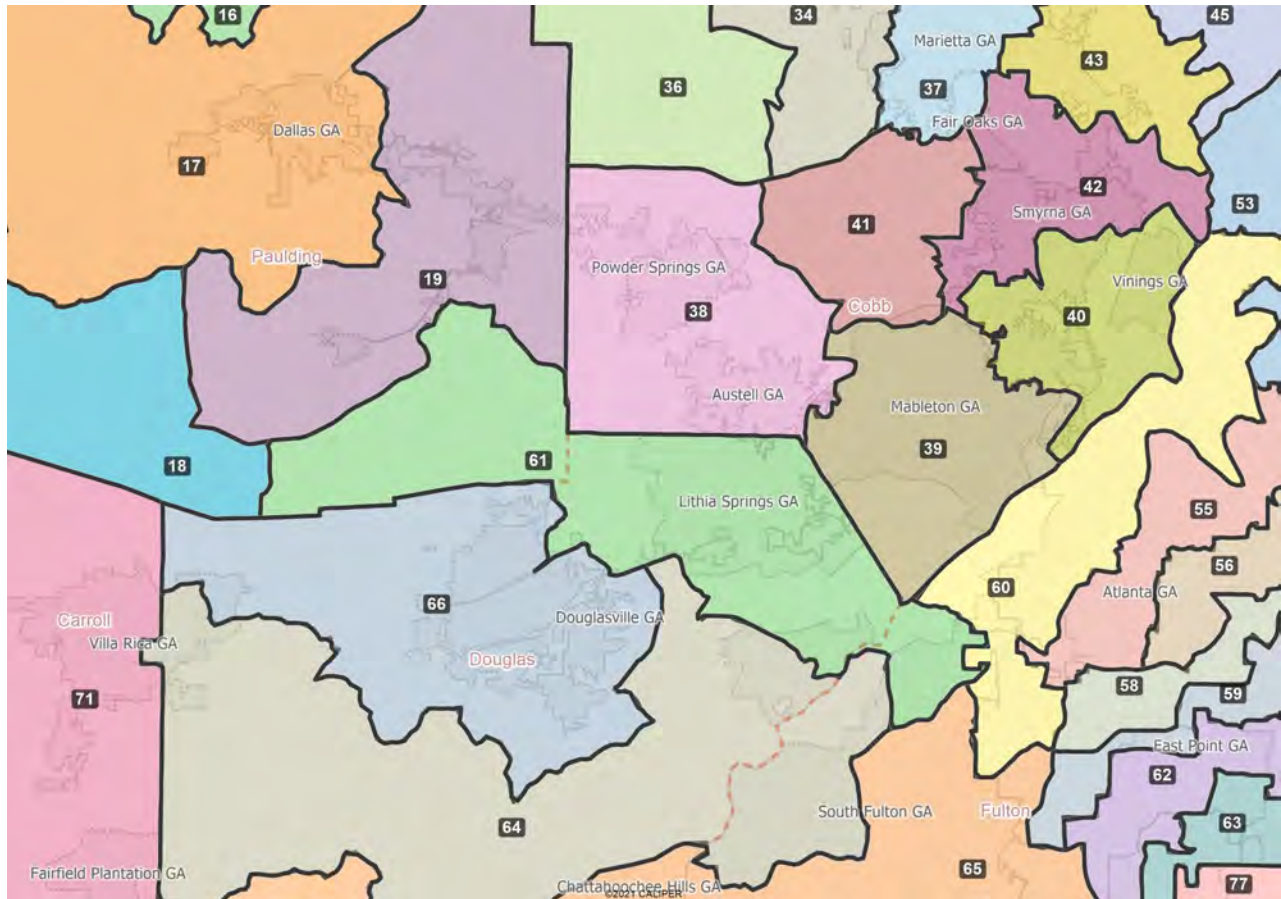 16
34
45
Marietta GA
43
36
37
Fair Oaks GA
Dallas GA
17
42
53
Smyrna GA
41
Paulding
Powder Springs GA
19
Vinings GA
Cobb
38
40
Austell GA
Mableton GA
39
18
61
Lithia Springs GA
55
56
60
Atlanta GA
66
Douglasville GA
Carroll
Villa Rica GA
Douglas
58
59
71
East Point GA
62
South Fulton GA
Fulton
64
63
Fairfield Plantation GA
65
Chattahoochee Hills GA
77
©2021 CALIPER